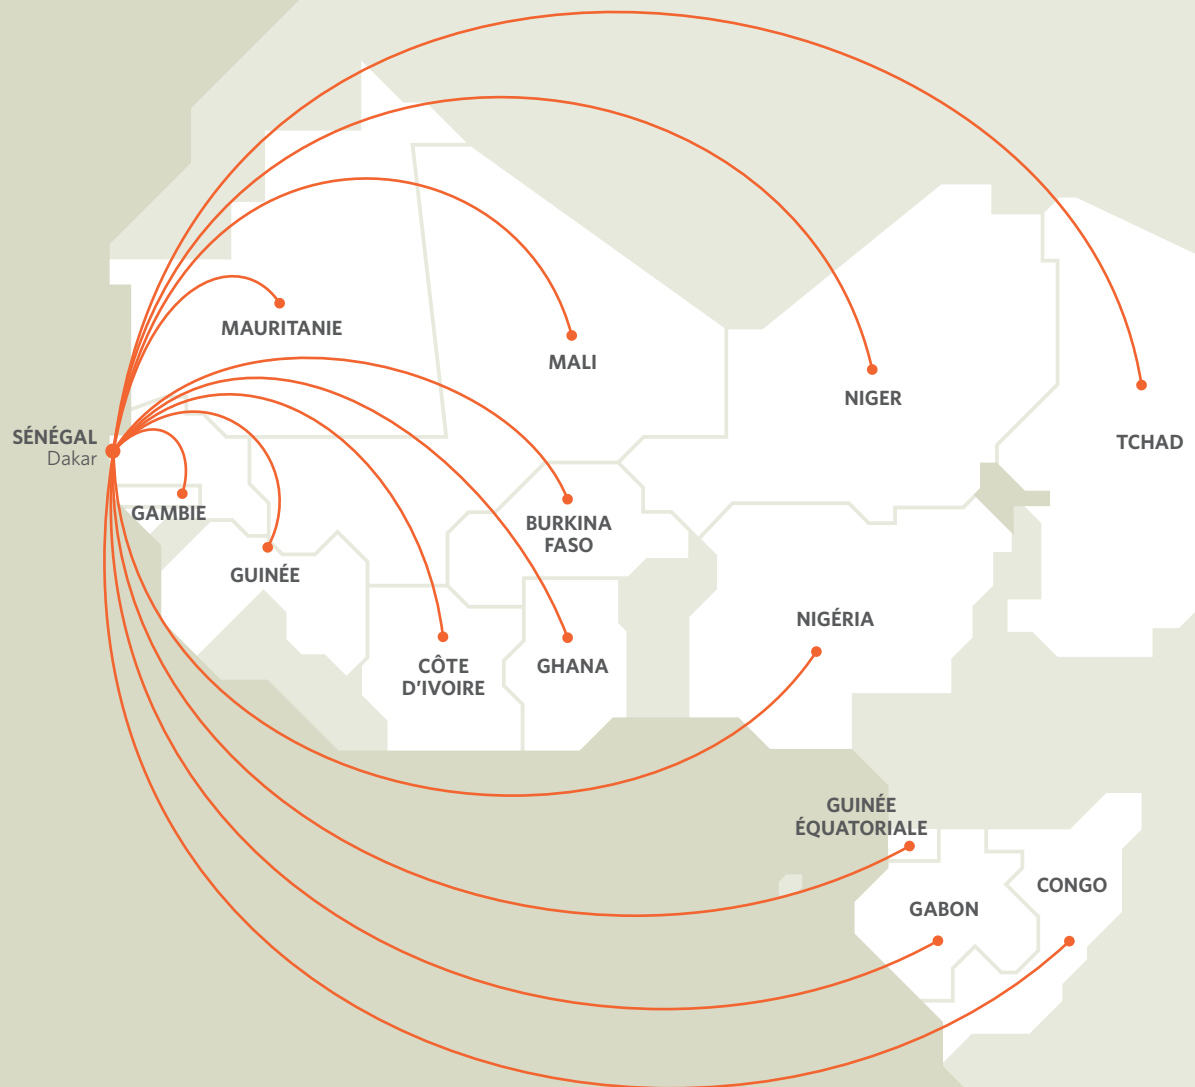 MAURITANIE
MALI
NIGER
TCHAD
SÉNÉGAL
Dakar
GAMBIE
BURKINA
FASO
GUINÉE
NIGÉRIA
CÔTE
D'IVOIRE
GHANA
GUINÉE
ÉQUATORIALE
CONGO
GABON